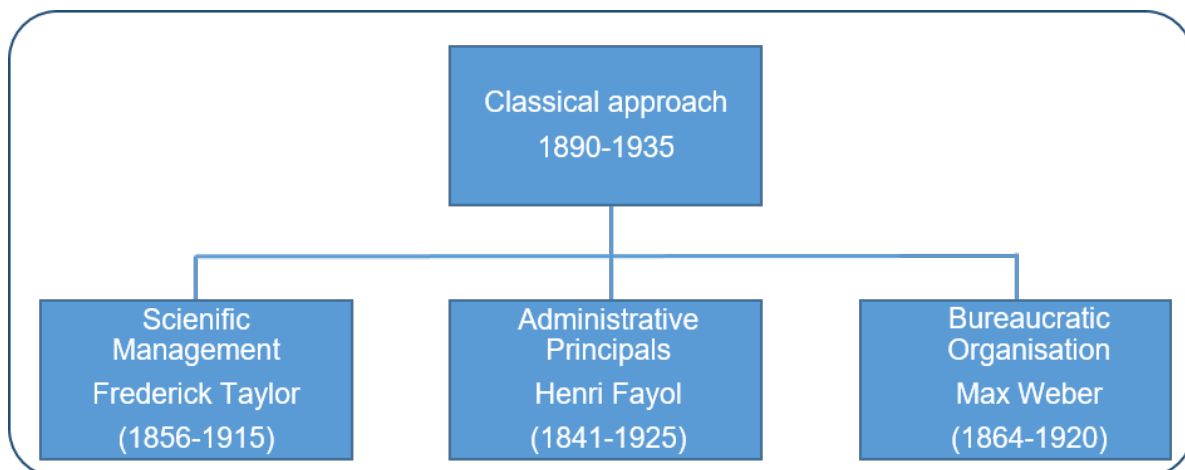 Classical approach
1890-1935
Scienific
Management
Frederick Taylor
(1856-1915)
Administrative
Principals
Henri Fayol
(1841-1925)
Bureaucratic
Organisation
Max Weber
(1864-1920)